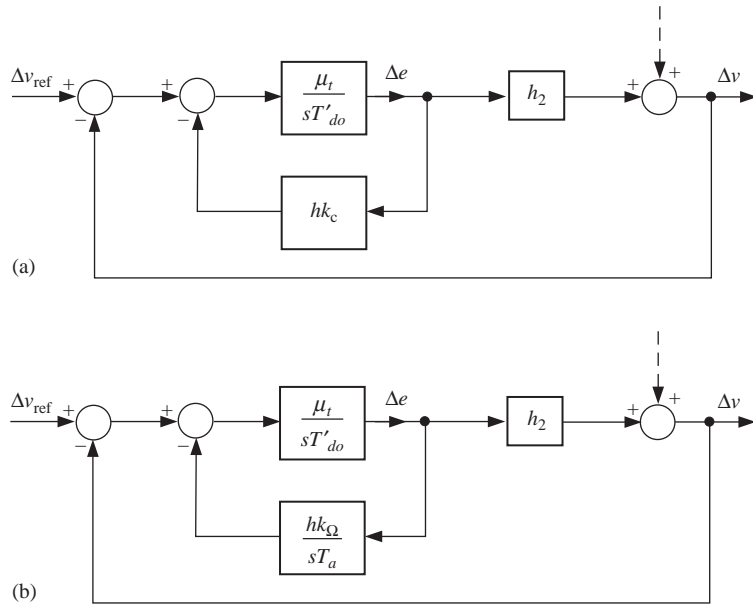 Δv_ref + − + − μ_t / sT′_do Δe h_2 + + Δv
hk_c
(a)
Δv_ref + − + − μ_t / sT′_do Δe h_2 + + Δv
hk_Ω / sT_a
(b)